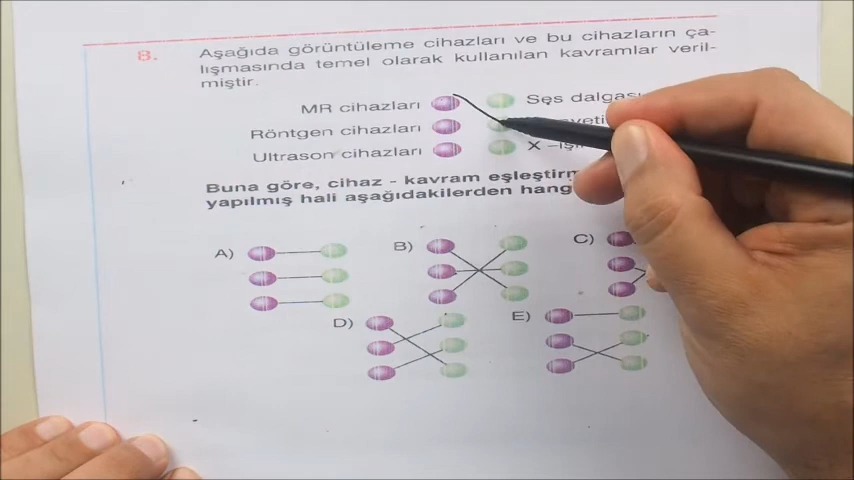 8. Aşağıda görüntüleme cihazları ve bu cihazların ça-
lışmasında temel olarak kullanılan kavramlar veril-
miştir.
MR cihazları Ses dalgası
Röntgen cihazları
Ultrason cihazları X –ışın
Buna göre, cihaz - kavram eşleştirm
yapılmış hali aşağıdakilerden hang
A) B) C)
D) E)